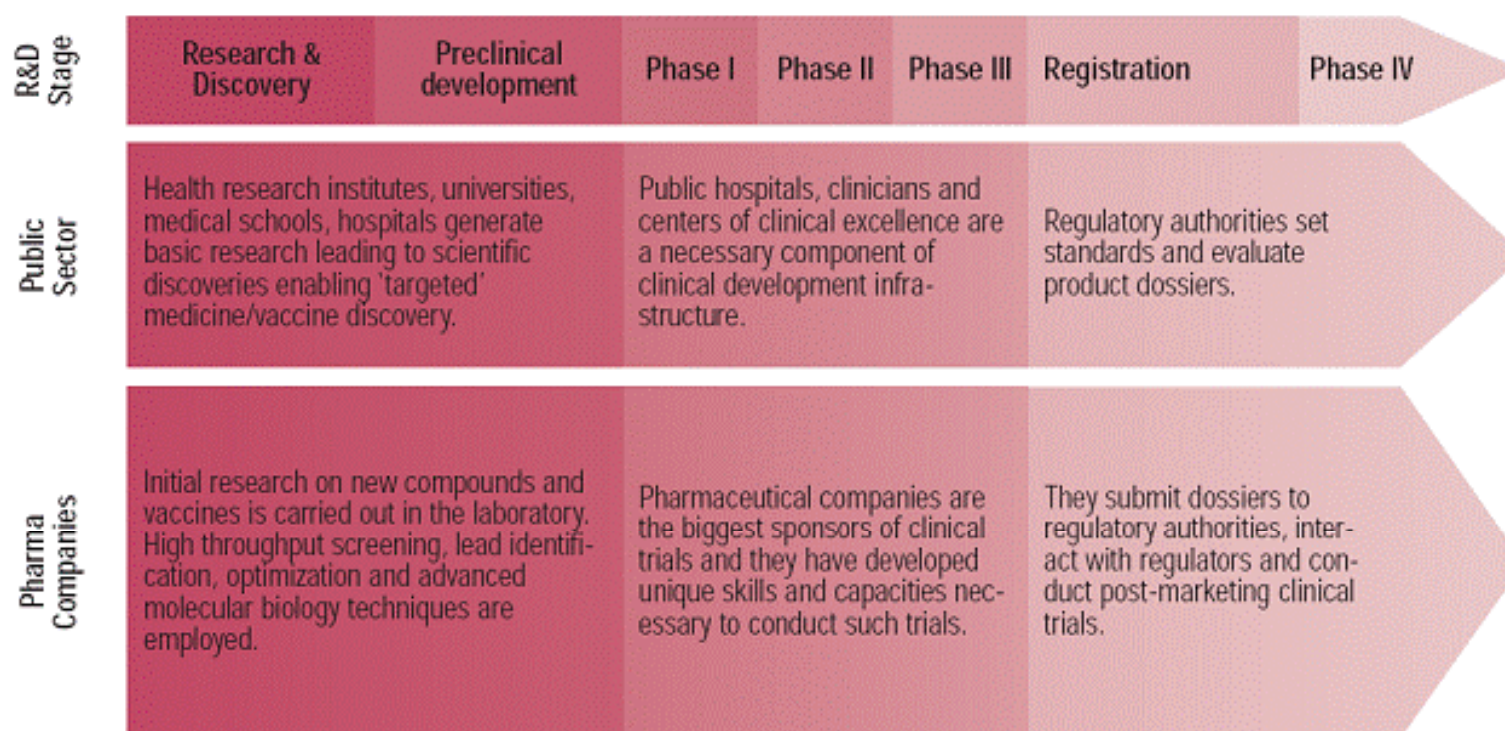 R&D
Stage
Research &
Discovery
Preclinical
development
Phase I
Phase II
Phase III
Registration
Phase IV
Public
Sector
Health research institutes, universities,
medical schools, hospitals generate
basic research leading to scientific
discoveries enabling 'targeted'
medicine/vaccine discovery.
Public hospitals, clinicians and
centers of clinical excellence are
a necessary component of
clinical development infra-
structure.
Regulatory authorities set
standards and evaluate
product dossiers.
Pharma
Companies
Initial research on new compounds and
vaccines is carried out in the laboratory.
High throughput screening, lead identifi-
cation, optimization and advanced
molecular biology techniques are
employed.
Pharmaceutical companies are
the biggest sponsors of clinical
trials and they have developed
unique skills and capacities nec-
essary to conduct such trials.
They submit dossiers to
regulatory authorities, inter-
act with regulators and con-
duct post-marketing clinical
trials.